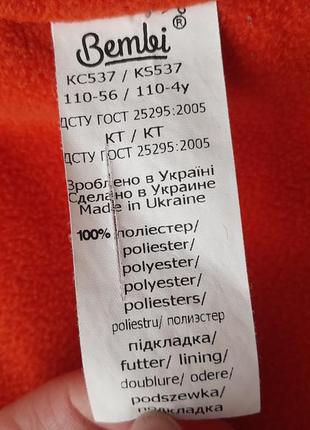 Bembi®
КС537 / KS537
110-56 / 110-4y
ДСТУ ГОСТ 25295:2005
КТ / КТ
ДСТУ ГОСТ 25295:2005
Зроблено в Україні
Сделано в Украине
Made in Ukraine
100% поліестер/
poliester/
polyester/
polyester/
poliesters/
poliestru/ полиэстер
підкладка/
futter/ lining/
doublure/ odere/
podszewka/
подкладка